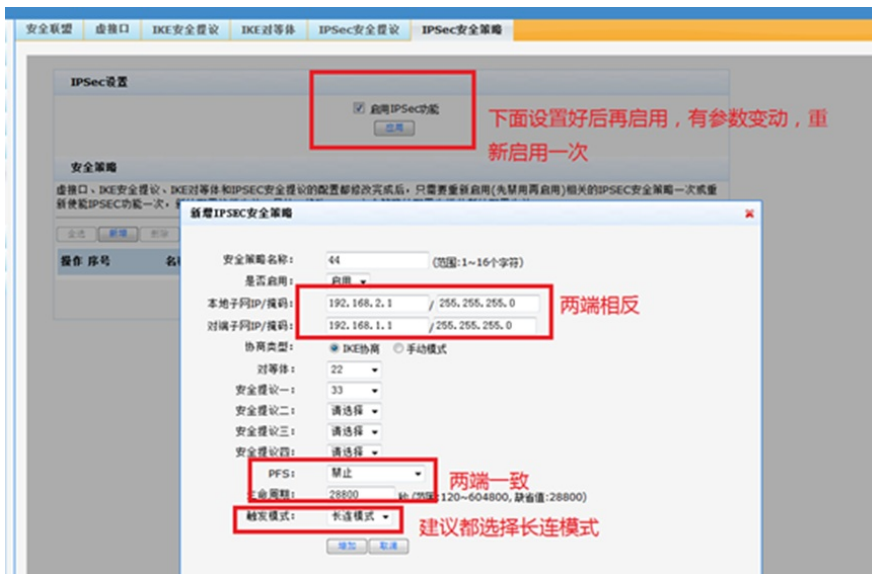 安全联盟 虚接口 IKE安全提议 IKE对等体 IPSec安全提议 IPSec安全策略
IPSec设置
启用IPSec功能
应用
下面设置好后再启用，有参数变动，重
新启用一次
安全策略
虚接口、IKE安全提议、IKE对等体和IPSEC安全提议的配置都修改完成后，只需要重新启用(先禁用再启用)相关的IPSEC安全策略一次或重
新使能IPSEC功能一次，
新增IPSEC安全策略
全选 新增 删除
操作 序号
安全策略名称： 44 (范围:1~16个字符)
是否启用： 启用
本地子网IP/掩码： 192.168.2.1 / 255.255.255.0
两端相反
对端子网IP/掩码： 192.168.1.1 / 255.255.255.0
协商类型： IKE协商 手动模式
对等体： 22
安全提议一： 33
安全提议二： 请选择
安全提议三： 请选择
安全提议四： 请选择
PFS： 禁止
两端一致
生命周期： 28800 秒(范围:120~604800,缺省值:28800)
触发模式： 长连模式
建议都选择长连模式
增加 取消